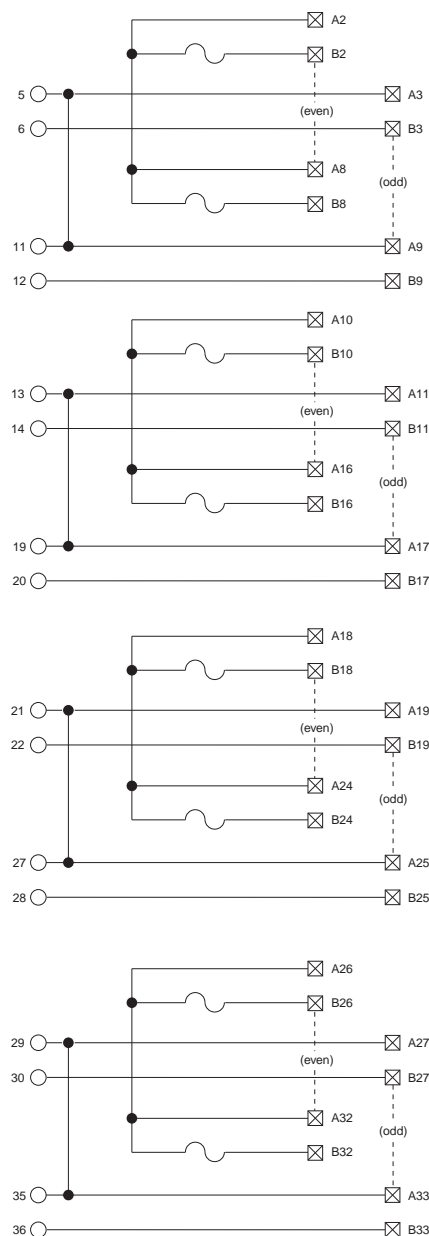 A2
B2
5 A3
(even)
6 B3
A8
(odd)
B8
11 A9
12 B9
A10
B10
13 A11
(even)
14 B11
A16
(odd)
B16
19 A17
20 B17
A18
B18
21 A19
(even)
22 B19
A24
(odd)
B24
27 A25
28 B25
A26
B26
29 A27
(even)
30 B27
A32
(odd)
B32
35 A33
36 B33